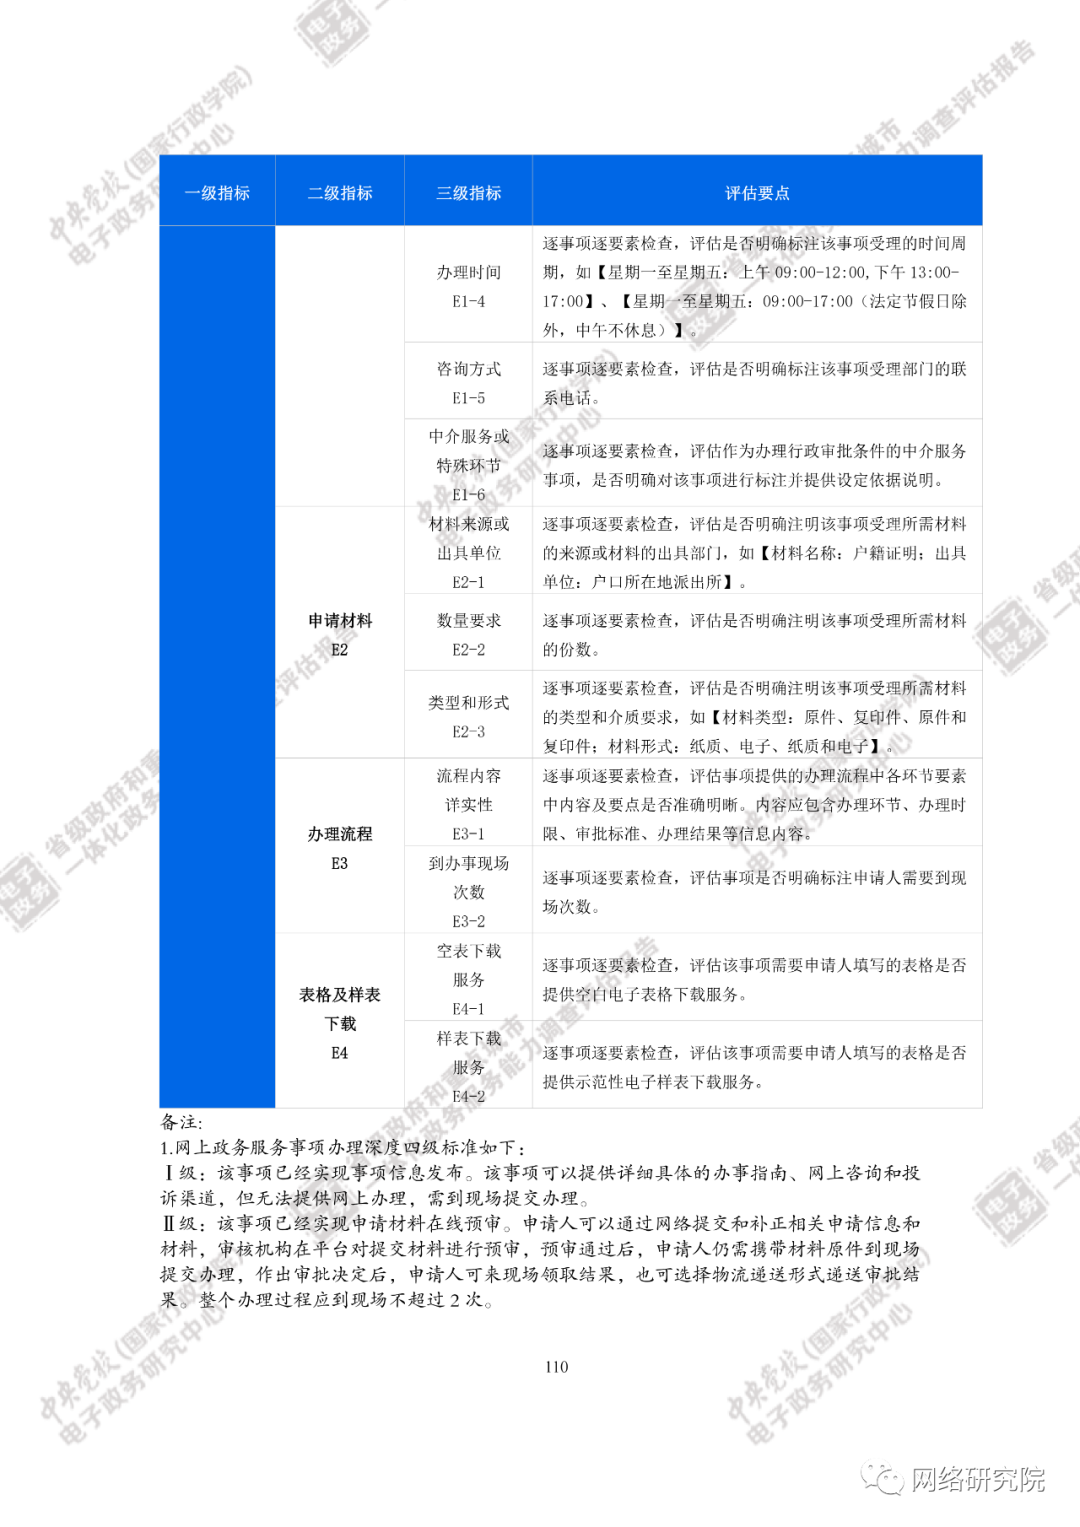 一级指标
二级指标
三级指标
评估要点
办理时间
E1-4
逐事项逐要素检查，评估是否明确标注该事项受理的时间周
期，如【星期一至星期五：上午 09:00-12:00,下午 13:00-
17:00】、【星期一至星期五：09:00-17:00（法定节假日除
外，中午不休息）】。
咨询方式
E1-5
逐事项逐要素检查，评估是否明确标注该事项受理部门的联
系电话。
中介服务或
特殊环节
E1-6
逐事项逐要素检查，评估作为办理行政审批条件的中介服务
事项，是否明确对该事项进行标注并提供设定依据说明。
申请材料
E2
材料来源或
出具单位
E2-1
逐事项逐要素检查，评估是否明确注明该事项受理所需材料
的来源或材料的出具部门，如【材料名称：户籍证明；出具
单位：户口所在地派出所】。
数量要求
E2-2
逐事项逐要素检查，评估是否明确注明该事项受理所需材料
的份数。
类型和形式
E2-3
逐事项逐要素检查，评估是否明确注明该事项受理所需材料
的类型和介质要求，如【材料类型：原件、复印件、原件和
复印件；材料形式：纸质、电子、纸质和电子】。
办理流程
E3
流程内容
详实性
E3-1
逐事项逐要素检查，评估事项提供的办理流程中各环节要素
中内容及要点是否准确明晰。内容应包含办理环节、办理时
限、审批标准、办理结果等信息内容。
到办事现场
次数
E3-2
逐事项逐要素检查，评估事项是否明确标注申请人需要到现
场次数。
表格及样表
下载
E4
空表下载
服务
E4-1
逐事项逐要素检查，评估该事项需要申请人填写的表格是否
提供空白电子表格下载服务。
样表下载
服务
E4-2
逐事项逐要素检查，评估该事项需要申请人填写的表格是否
提供示范性电子样表下载服务。
备注:
1.网上政务服务事项办理深度四级标准如下：
Ⅰ级：该事项已经实现事项信息发布。该事项可以提供详细具体的办事指南、网上咨询和投
诉渠道，但无法提供网上办理，需到现场提交办理。
Ⅱ级：该事项已经实现申请材料在线预审。申请人可以通过网络提交和补正相关申请信息和
材料，审核机构在平台对提交材料进行预审，预审通过后，申请人仍需携带材料原件到现场
提交办理，作出审批决定后，申请人可来现场领取结果，也可选择物流递送形式递送审批结
果。整个办理过程应到现场不超过 2 次。
110
网络研究院
中央党校(国家行政学院)
电子政务研究中心